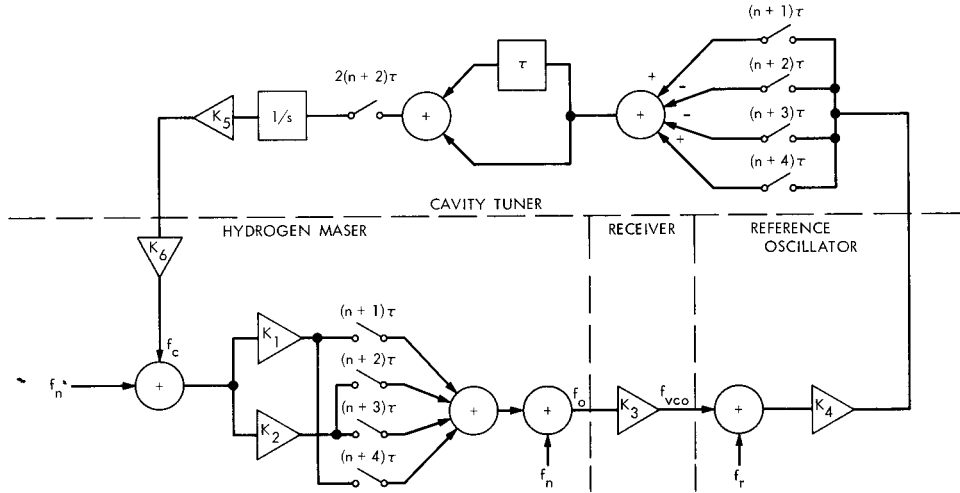 (n + 1)τ
(n + 2)τ
(n + 3)τ
(n + 4)τ
+
-
-
+
+
τ
+
2(n + 2)τ
1/s
K5
CAVITY TUNER
HYDROGEN MASER
RECEIVER
REFERENCE OSCILLATOR
K6
fc
fn
+
K1
K2
(n + 1)τ
(n + 2)τ
(n + 3)τ
(n + 4)τ
+
+
fn
fo
K3
fvco
+
fr
K4